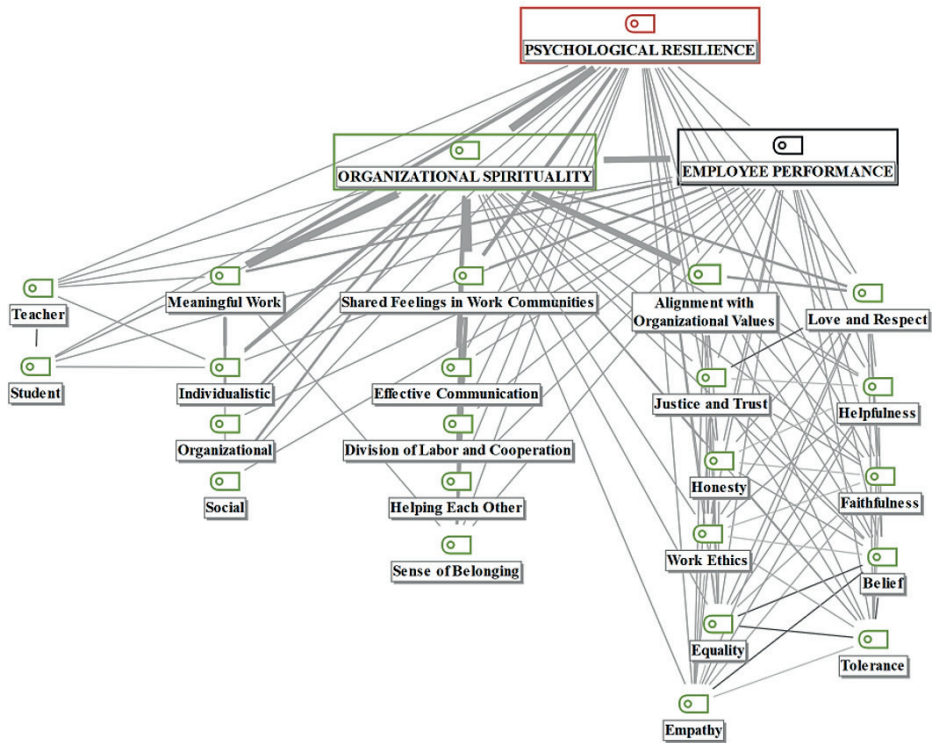 PSYCHOLOGICAL RESILIENCE
ORGANIZATIONAL SPIRITUALITY
EMPLOYEE PERFORMANCE
Teacher
Meaningful Work
Shared Feelings in Work Communities
Alignment with
Organizational Values
Love and Respect
Student
Individualistic
Effective Communication
Justice and Trust
Helpfulness
Organizational
Division of Labor and Cooperation
Honesty
Faithfulness
Social
Helping Each Other
Work Ethics
Sense of Belonging
Belief
Equality
Tolerance
Empathy